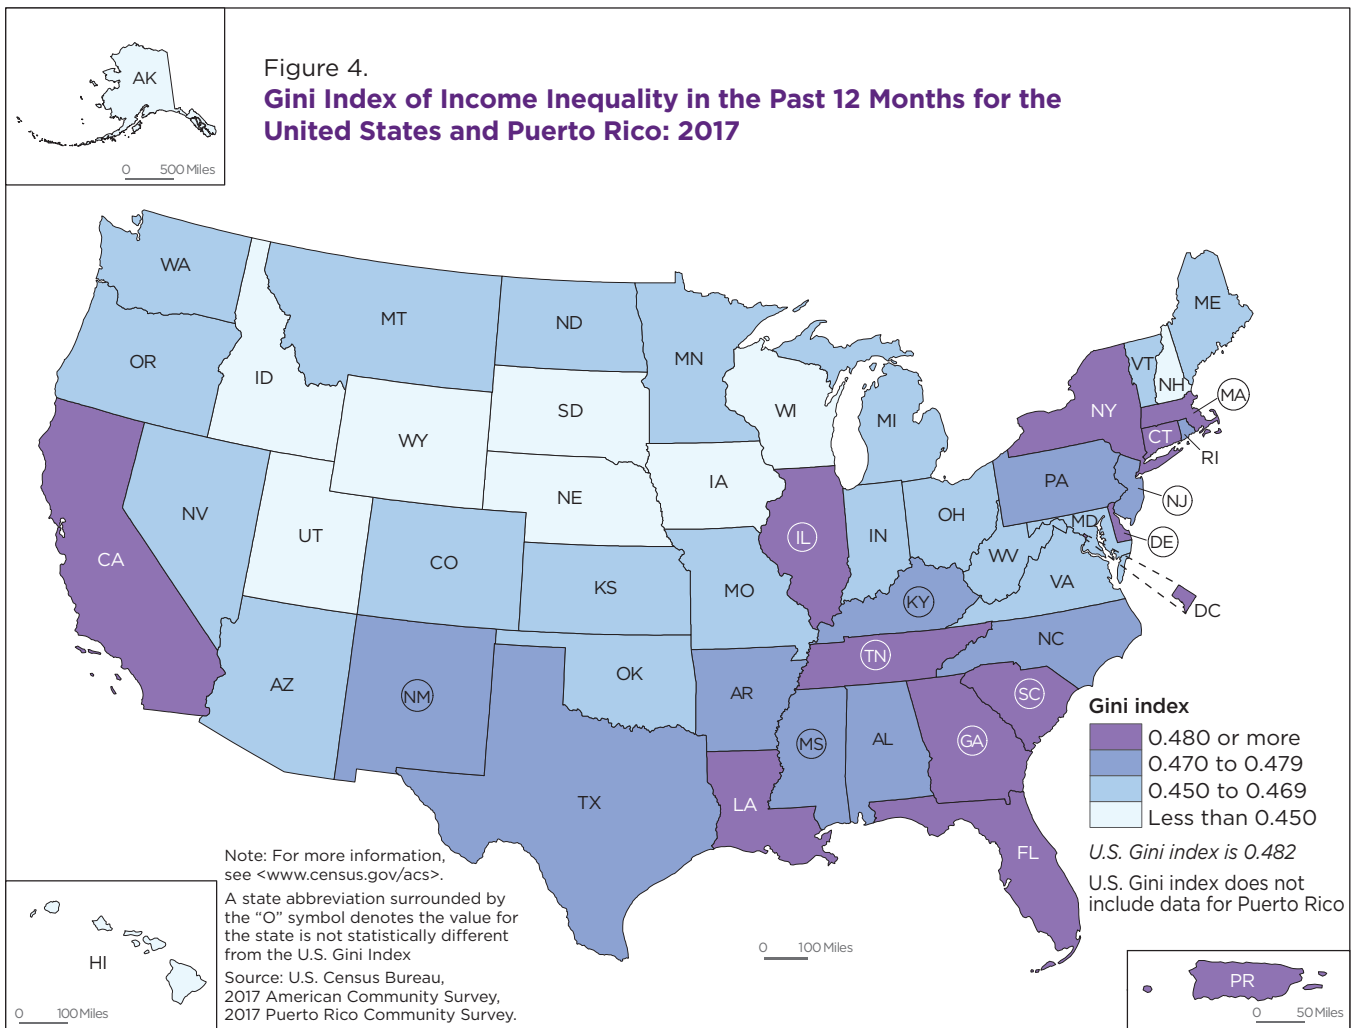 AK
0 500 Miles
Figure 4.
Gini Index of Income Inequality in the Past 12 Months for the
United States and Puerto Rico: 2017
WA
MT
ND
MN
ME
OR
ID
SD
WI
MI
VT
NH
NY
MA
CT
RI
WY
IA
NE
PA
NJ
NV
UT
CO
KS
MO
IL
IN
OH
WV
MD
DE
VA
DC
CA
KY
NC
TN
AZ
NM
OK
AR
SC
MS
AL
GA
TX
LA
FL
Gini index
0.480 or more
0.470 to 0.479
0.450 to 0.469
Less than 0.450
U.S. Gini index is 0.482
U.S. Gini index does not
include data for Puerto Rico
Note: For more information,
see <www.census.gov/acs>.
A state abbreviation surrounded by
the “O” symbol denotes the value for
the state is not statistically different
from the U.S. Gini Index
Source: U.S. Census Bureau,
2017 American Community Survey,
2017 Puerto Rico Community Survey.
0 100 Miles
HI
0 100 Miles
PR
0 50 Miles